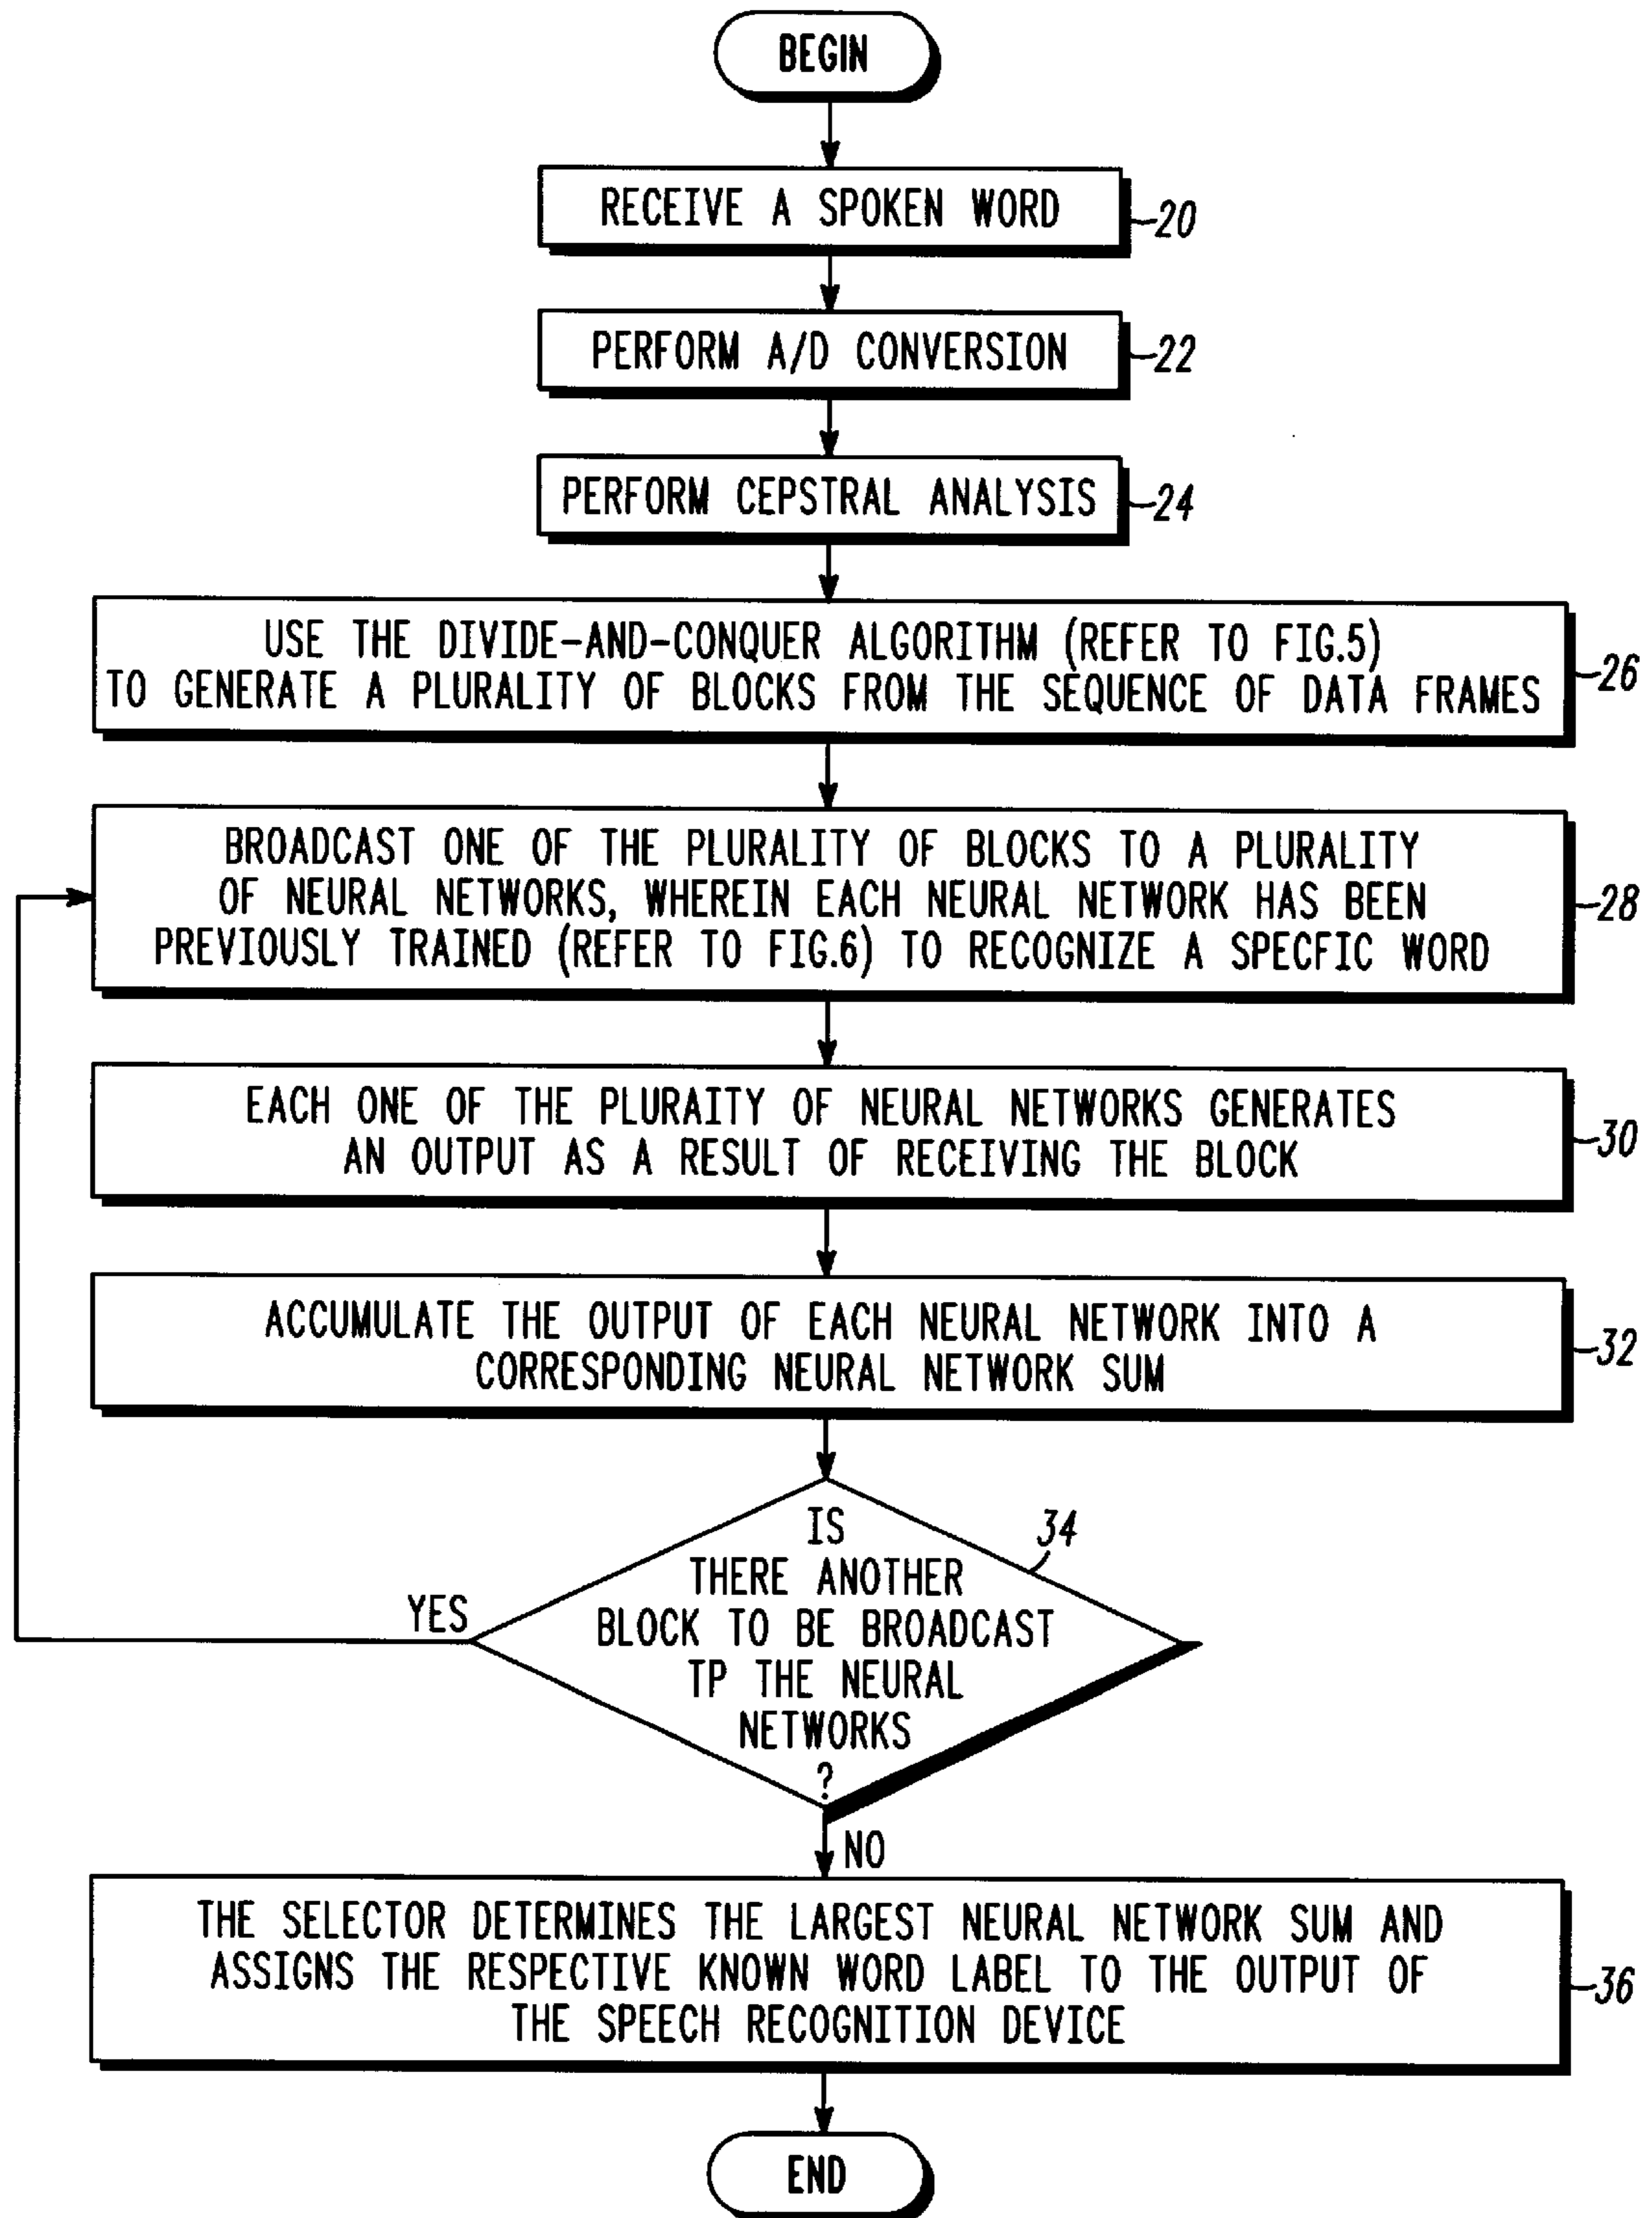 BEGIN
RECEIVE A SPOKEN WORD
20
PERFORM A/D CONVERSION
22
PERFORM CEPSTRAL ANALYSIS
24
USE THE DIVIDE-AND-CONQUER ALGORITHM (REFER TO FIG.5)
TO GENERATE A PLURALITY OF BLOCKS FROM THE SEQUENCE OF DATA FRAMES
26
BROADCAST ONE OF THE PLURALITY OF BLOCKS TO A PLURALITY
OF NEURAL NETWORKS, WHEREIN EACH NEURAL NETWORK HAS BEEN
PREVIOUSLY TRAINED (REFER TO FIG.6) TO RECOGNIZE A SPECFIC WORD
28
EACH ONE OF THE PLURAITY OF NEURAL NETWORKS GENERATES
AN OUTPUT AS A RESULT OF RECEIVING THE BLOCK
30
ACCUMULATE THE OUTPUT OF EACH NEURAL NETWORK INTO A
CORRESPONDING NEURAL NETWORK SUM
32
IS
THERE ANOTHER
BLOCK TO BE BROADCAST
TP THE NEURAL
NETWORKS
?
34
YES
NO
THE SELECTOR DETERMINES THE LARGEST NEURAL NETWORK SUM AND
ASSIGNS THE RESPECTIVE KNOWN WORD LABEL TO THE OUTPUT OF
THE SPEECH RECOGNITION DEVICE
36
END